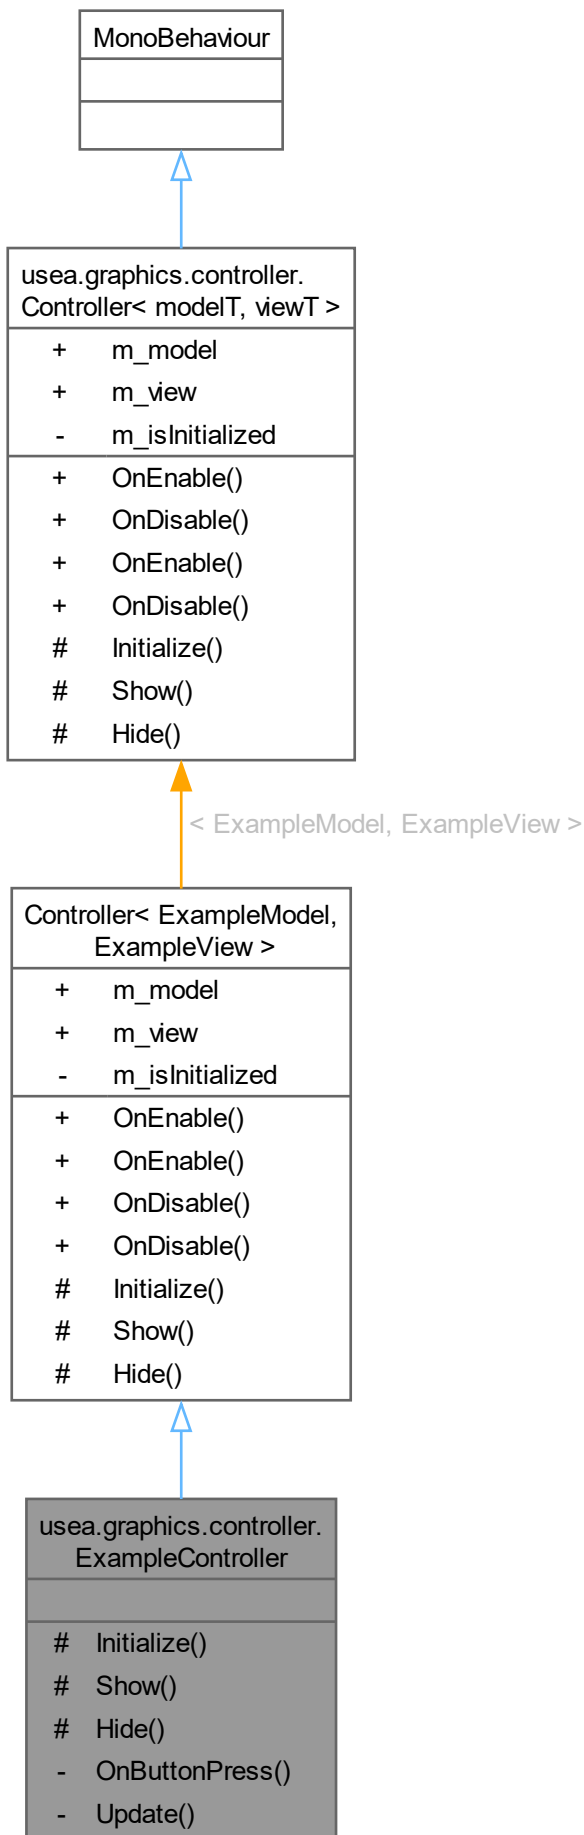 MonoBehaviour
usea.graphics.controller.
Controller< modelT, viewT >
+ m_model
+ m_view
- m_isInitialized
+ OnEnable()
+ OnDisable()
+ OnEnable()
+ OnDisable()
# Initialize()
# Show()
# Hide()
< ExampleModel, ExampleView >
Controller< ExampleModel,
ExampleView >
+ m_model
+ m_view
- m_isInitialized
+ OnEnable()
+ OnEnable()
+ OnDisable()
+ OnDisable()
# Initialize()
# Show()
# Hide()
usea.graphics.controller.
ExampleController
# Initialize()
# Show()
# Hide()
- OnButtonPress()
- Update()